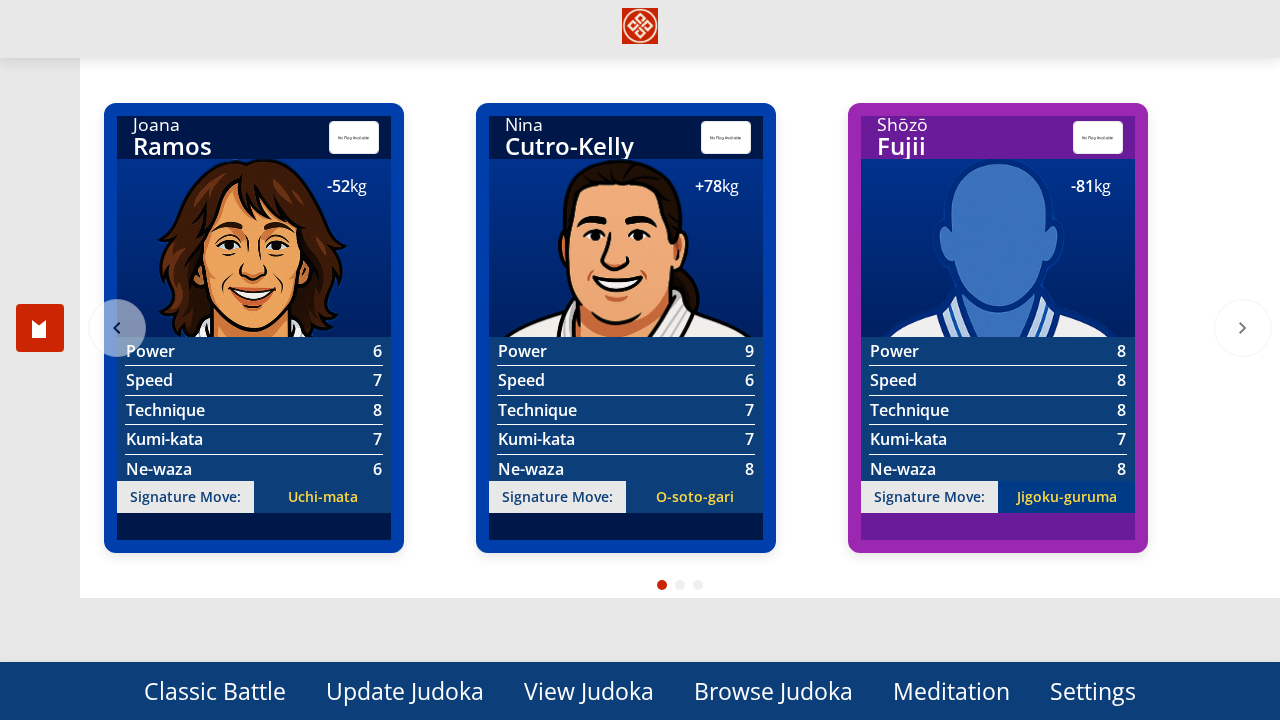 Joana
Ramos
No Flag Available
-52kg
Power 6
Speed 7
Technique 8
Kumi-kata 7
Ne-waza 6
Signature Move: Uchi-mata
Nina
Cutro-Kelly
No Flag Available
+78kg
Power 9
Speed 6
Technique 7
Kumi-kata 7
Ne-waza 8
Signature Move: O-soto-gari
Shōzō
Fujii
No Flag Available
-81kg
Power 8
Speed 8
Technique 8
Kumi-kata 7
Ne-waza 8
Signature Move: Jigoku-guruma
Classic Battle Update Judoka View Judoka Browse Judoka Meditation Settings